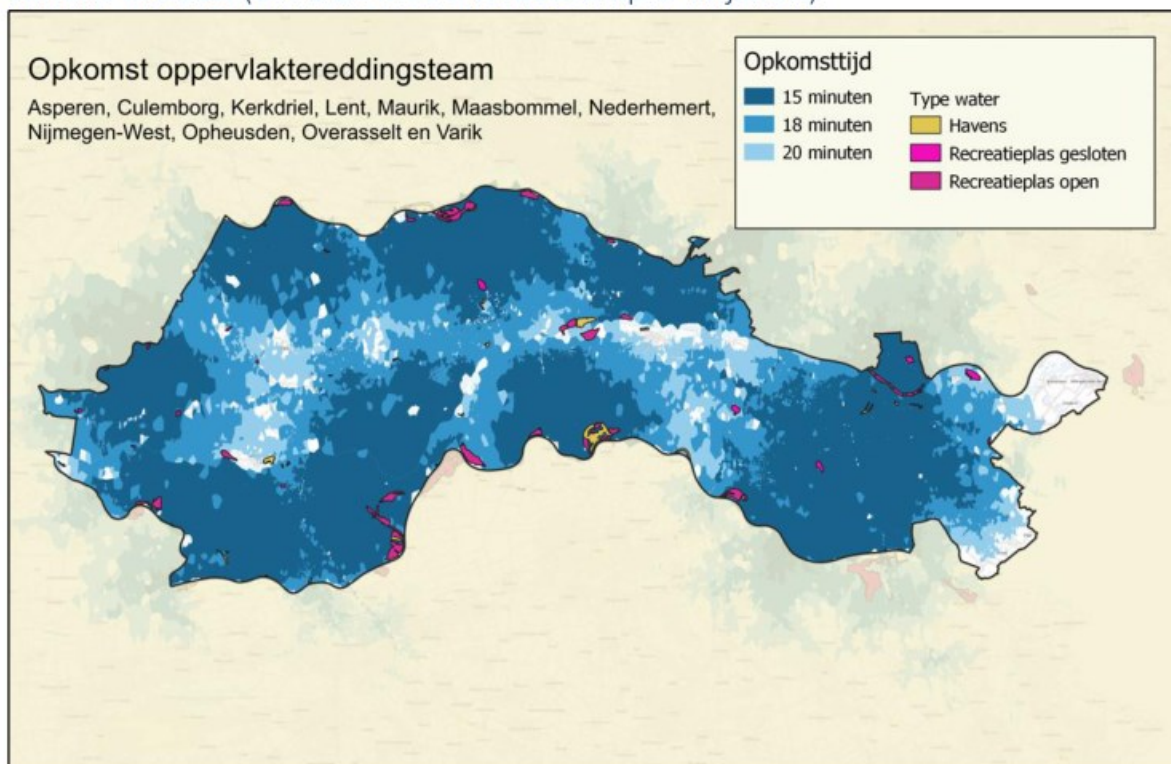 Opkomst oppervlaktereddingsteam
Asperen, Culemborg, Kerkdriel, Lent, Maurik, Maasbommel, Nederhemert,
Nijmegen-West, Opheusden, Overasselt en Varik
Opkomsttijd
15 minuten
18 minuten
20 minuten
Type water
Havens
Recreatieplas gesloten
Recreatieplas open